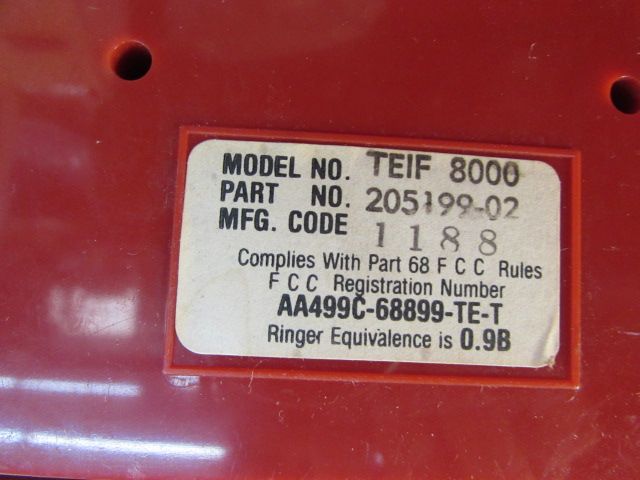 MODEL NO. TEIF 8000
PART NO. 205199-02
MFG. CODE 1188
Complies With Part 68 F C C Rules
F C C Registration Number
AA499C-68899-TE-T
Ringer Equivalence is 0.9B